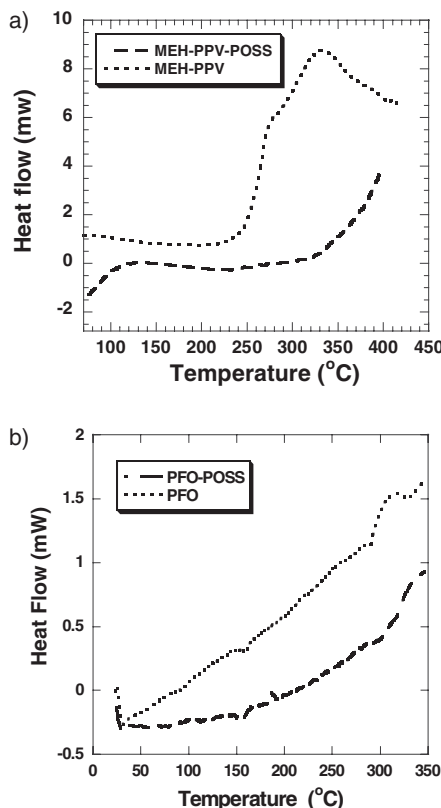 a)
10
8
6
4
2
0
-2
Heat flow (mw)
MEH-PPV-POSS
MEH-PPV
100 150 200 250 300 350 400 450
Temperature (°C)
b)
2
1.5
1
0.5
0
-0.5
Heat Flow (mW)
PFO-POSS
PFO
0 50 100 150 200 250 300 350
Temperature (°C)